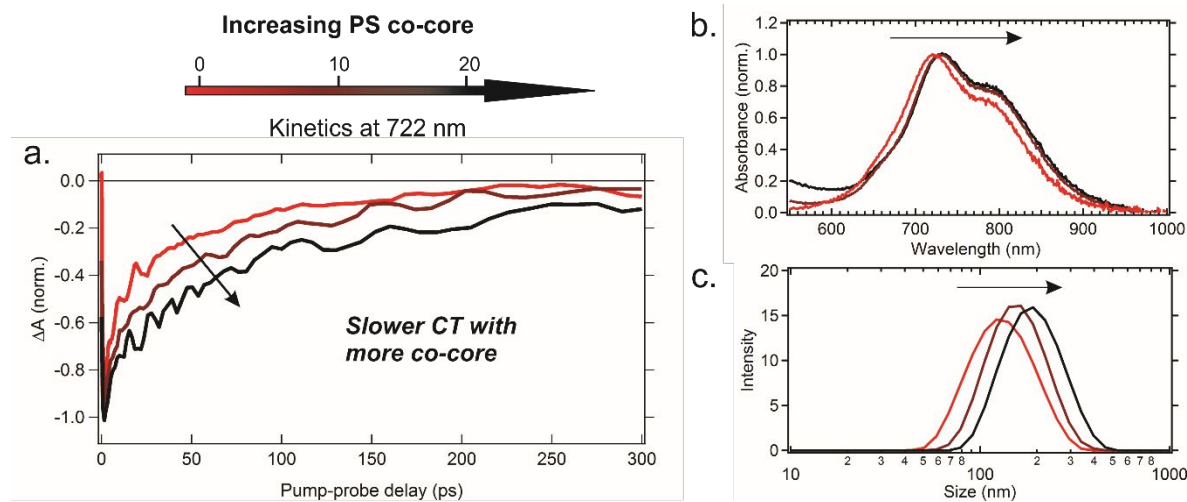 Increasing PS co-core
0 10 20
Kinetics at 722 nm
a.
0.0
-0.2
-0.4
-0.6
-0.8
-1.0
ΔA (norm.)
Slower CT with
more co-core
0 50 100 150 200 250 300
Pump-probe delay (ps)
b.
1.2
1.0
0.8
0.6
0.4
0.2
0.0
Absorbance (norm.)
600 700 800 900 1000
Wavelength (nm)
c.
20
15
10
5
0
Intensity
10 2 3 4 5 6 7 8 100 2 3 4 5 6 7 8 1000
Size (nm)